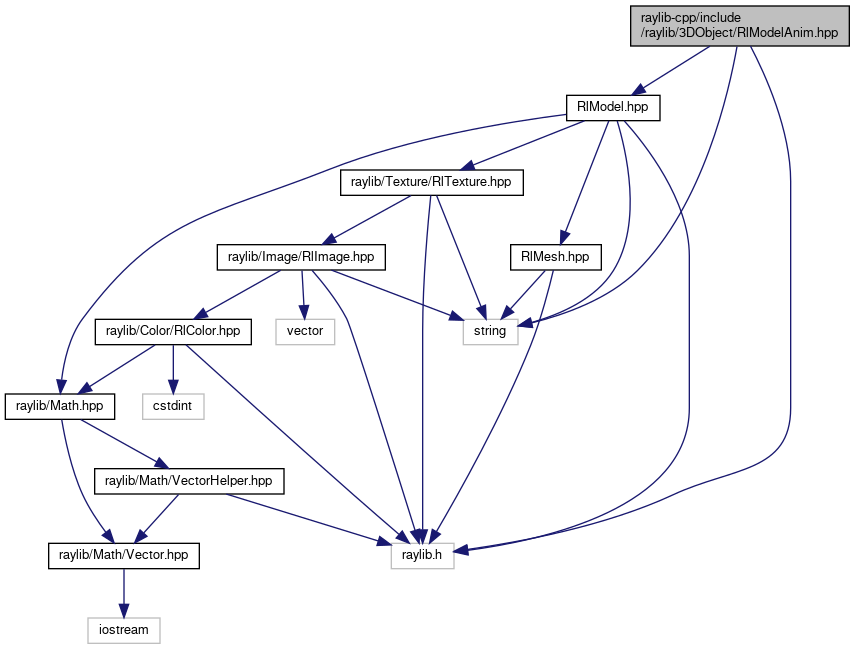 raylib-cpp/include
/raylib/3DObject/RlModelAnim.hpp
RlModel.hpp
raylib/Texture/RlTexture.hpp
raylib/Image/RlImage.hpp
RlMesh.hpp
raylib/Color/RlColor.hpp
vector
string
raylib/Math.hpp
cstdint
raylib/Math/VectorHelper.hpp
raylib/Math/Vector.hpp
raylib.h
iostream